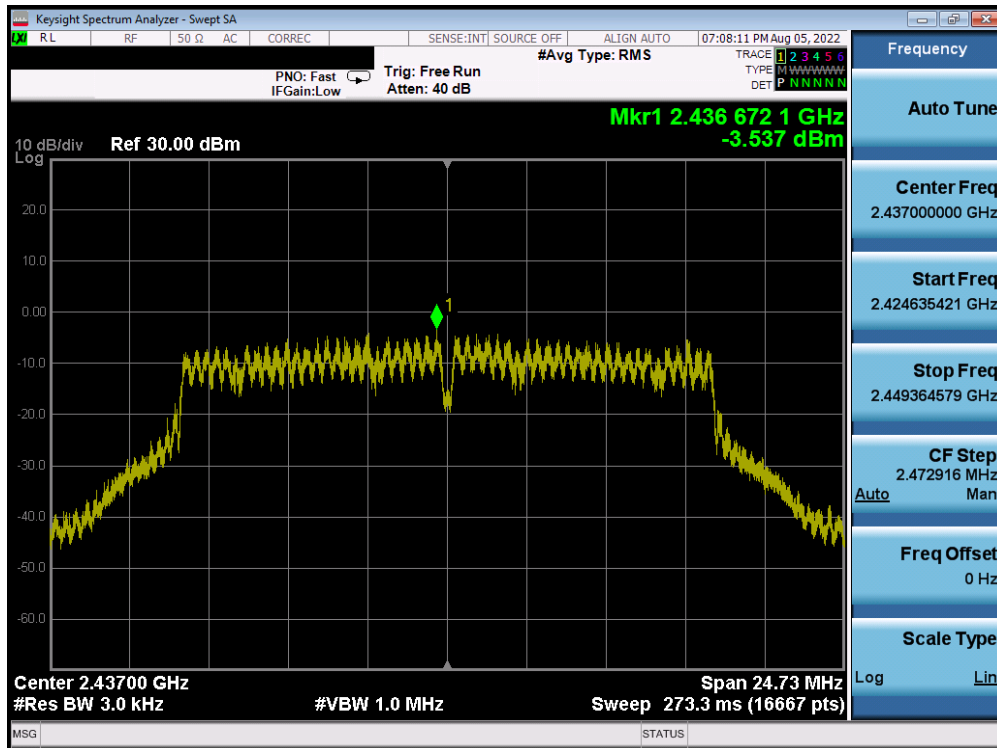 Keysight Spectrum Analyzer - Swept SA
LXI RL RF 50 Ω AC CORREC SENSE:INT SOURCE OFF ALIGN AUTO 07:08:11 PM Aug 05, 2022
#Avg Type: RMS
TRACE 1 2 3 4 5 6
PNO: Fast Trig: Free Run
TYPE M WWWWW
IFGain:Low Atten: 40 dB
DET P N N N N N
Mkr1 2.436 672 1 GHz
-3.537 dBm
10 dB/div Ref 30.00 dBm
Log
20.0
10.0
0.00
-10.0
-20.0
-30.0
-40.0
-50.0
-60.0
1
Center 2.43700 GHz Span 24.73 MHz
#Res BW 3.0 kHz #VBW 1.0 MHz Sweep 273.3 ms (16667 pts)
MSG STATUS
Frequency
Auto Tune
Center Freq
2.437000000 GHz
Start Freq
2.424635421 GHz
Stop Freq
2.449364579 GHz
CF Step
2.472916 MHz
Auto Man
Freq Offset
0 Hz
Scale Type
Log Lin